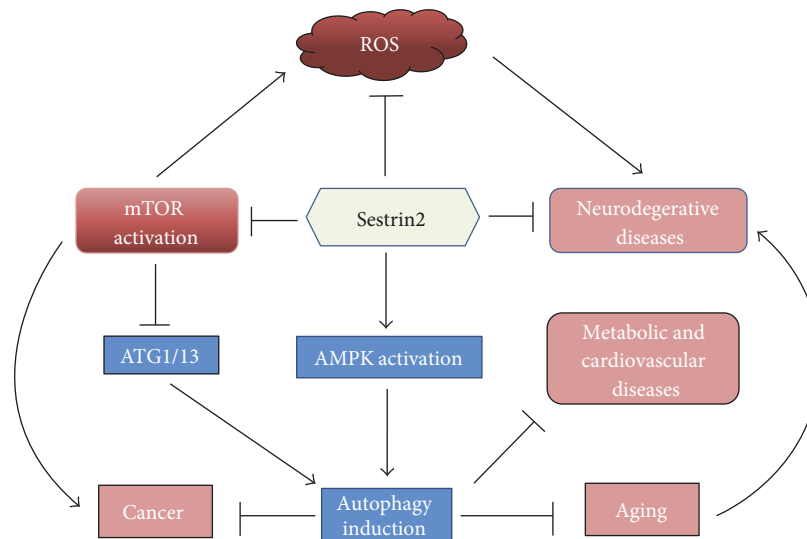 ROS
mTOR
activation
Sestrin2
Neurodegerative
diseases
ATG1/13
AMPK activation
Metabolic and
cardiovascular
diseases
Cancer
Autophagy
induction
Aging